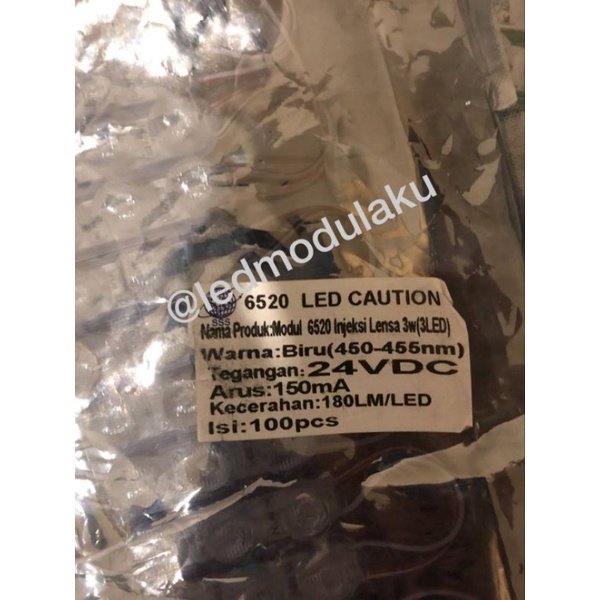 @ledmodulaku
SSS 6520 LED CAUTION
Nama Produk:Modul 6520 Injeksi Lensa 3w(3LED)
Warna:Biru(450-455nm)
Tegangan:24VDC
Arus:150mA
Kecerahan:180LM/LED
Isi:100pcs